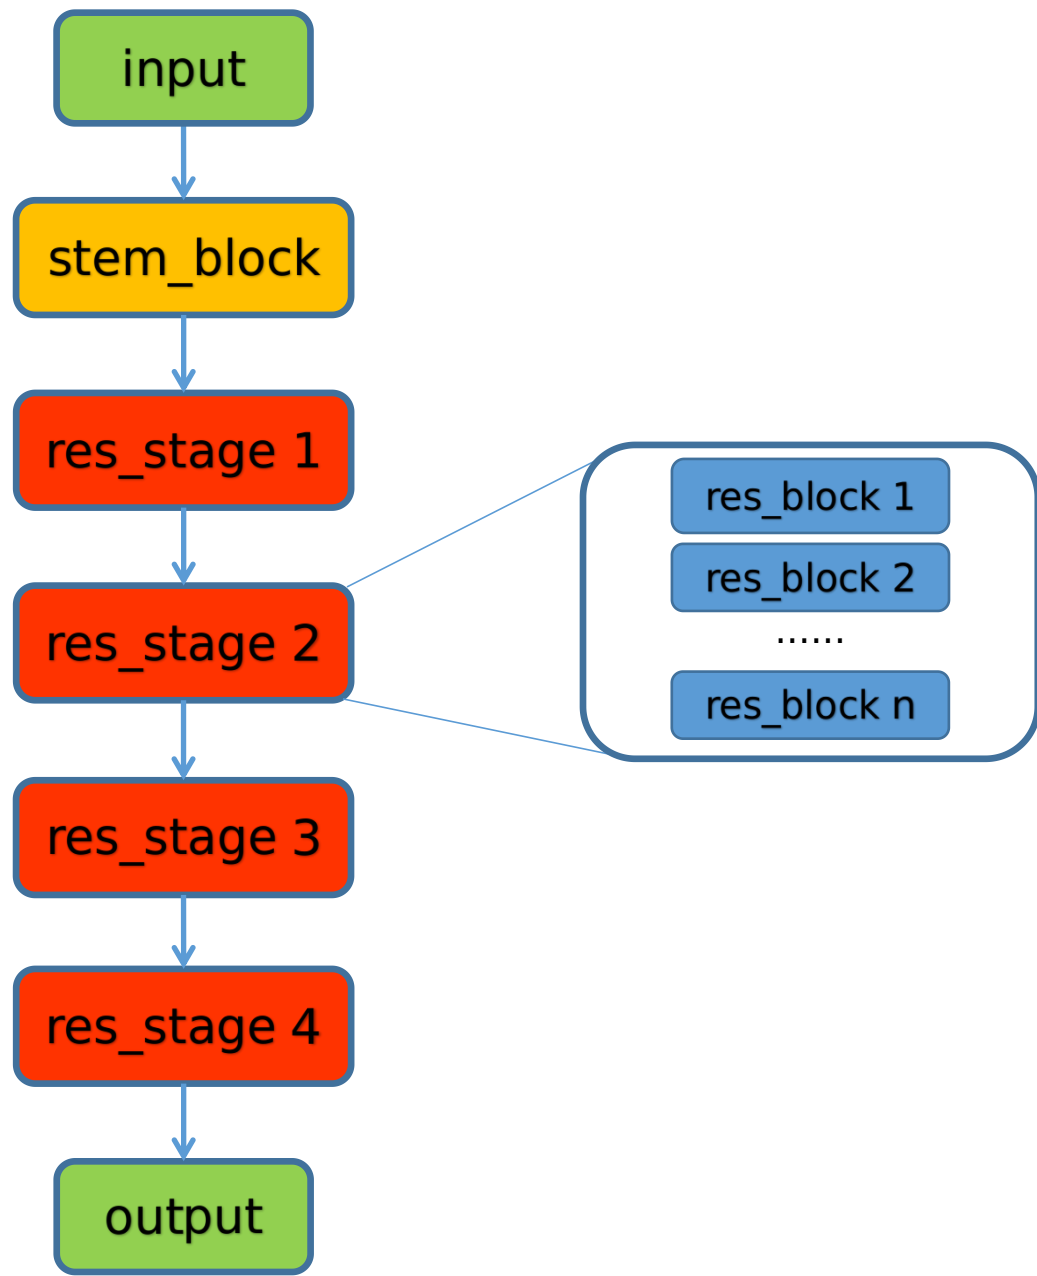 input
stem_block
res_stage 1
res_stage 2
res_stage 3
res_stage 4
output
res_block 1
res_block 2
......
res_block n